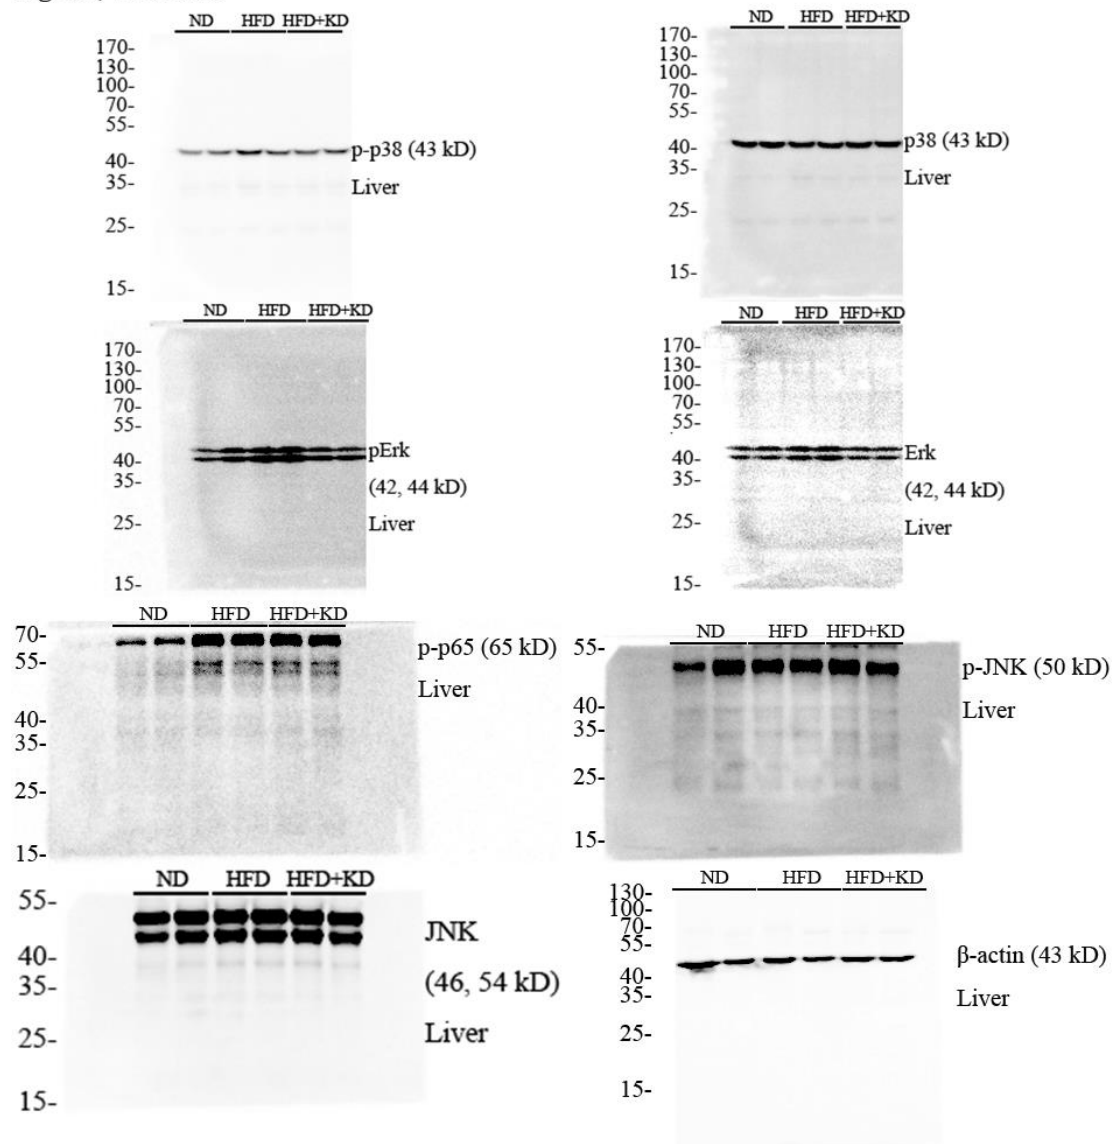 ND HFD HFD+KD
170-
130-
100-
70-
55-
40-
35-
25-
15-
p-p38 (43 kD)
Liver
ND HFD HFD+KD
170-
130-
100-
70-
55-
40-
35-
25-
15-
p38 (43 kD)
Liver
ND HFD HFD+KD
170-
130-
100-
70-
55-
40-
35-
25-
15-
pErk
(42, 44 kD)
Liver
ND HFD HFD+KD
170-
130-
100-
70-
55-
40-
35-
25-
15-
Erk
(42, 44 kD)
Liver
ND HFD HFD+KD
70-
55-
40-
35-
25-
15-
p-p65 (65 kD)
Liver
ND HFD HFD+KD
55-
40-
35-
25-
15-
p-JNK (50 kD)
Liver
ND HFD HFD+KD
55-
40-
35-
25-
15-
JNK
(46, 54 kD)
Liver
ND HFD HFD+KD
130-
100-
70-
55-
40-
35-
25-
15-
β-actin (43 kD)
Liver